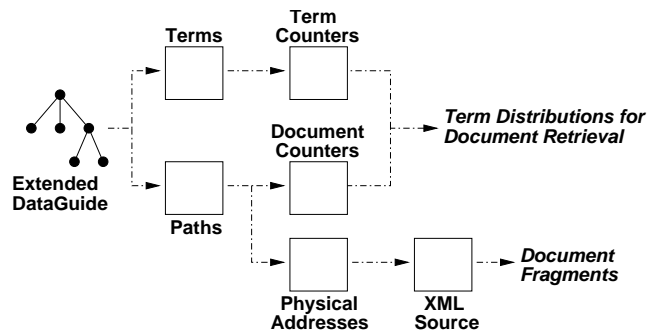 Terms
Term
Counters
Extended
DataGuide
Paths
Document
Counters
Term Distributions for
Document Retrieval
Physical
Addresses
XML
Source
Document
Fragments